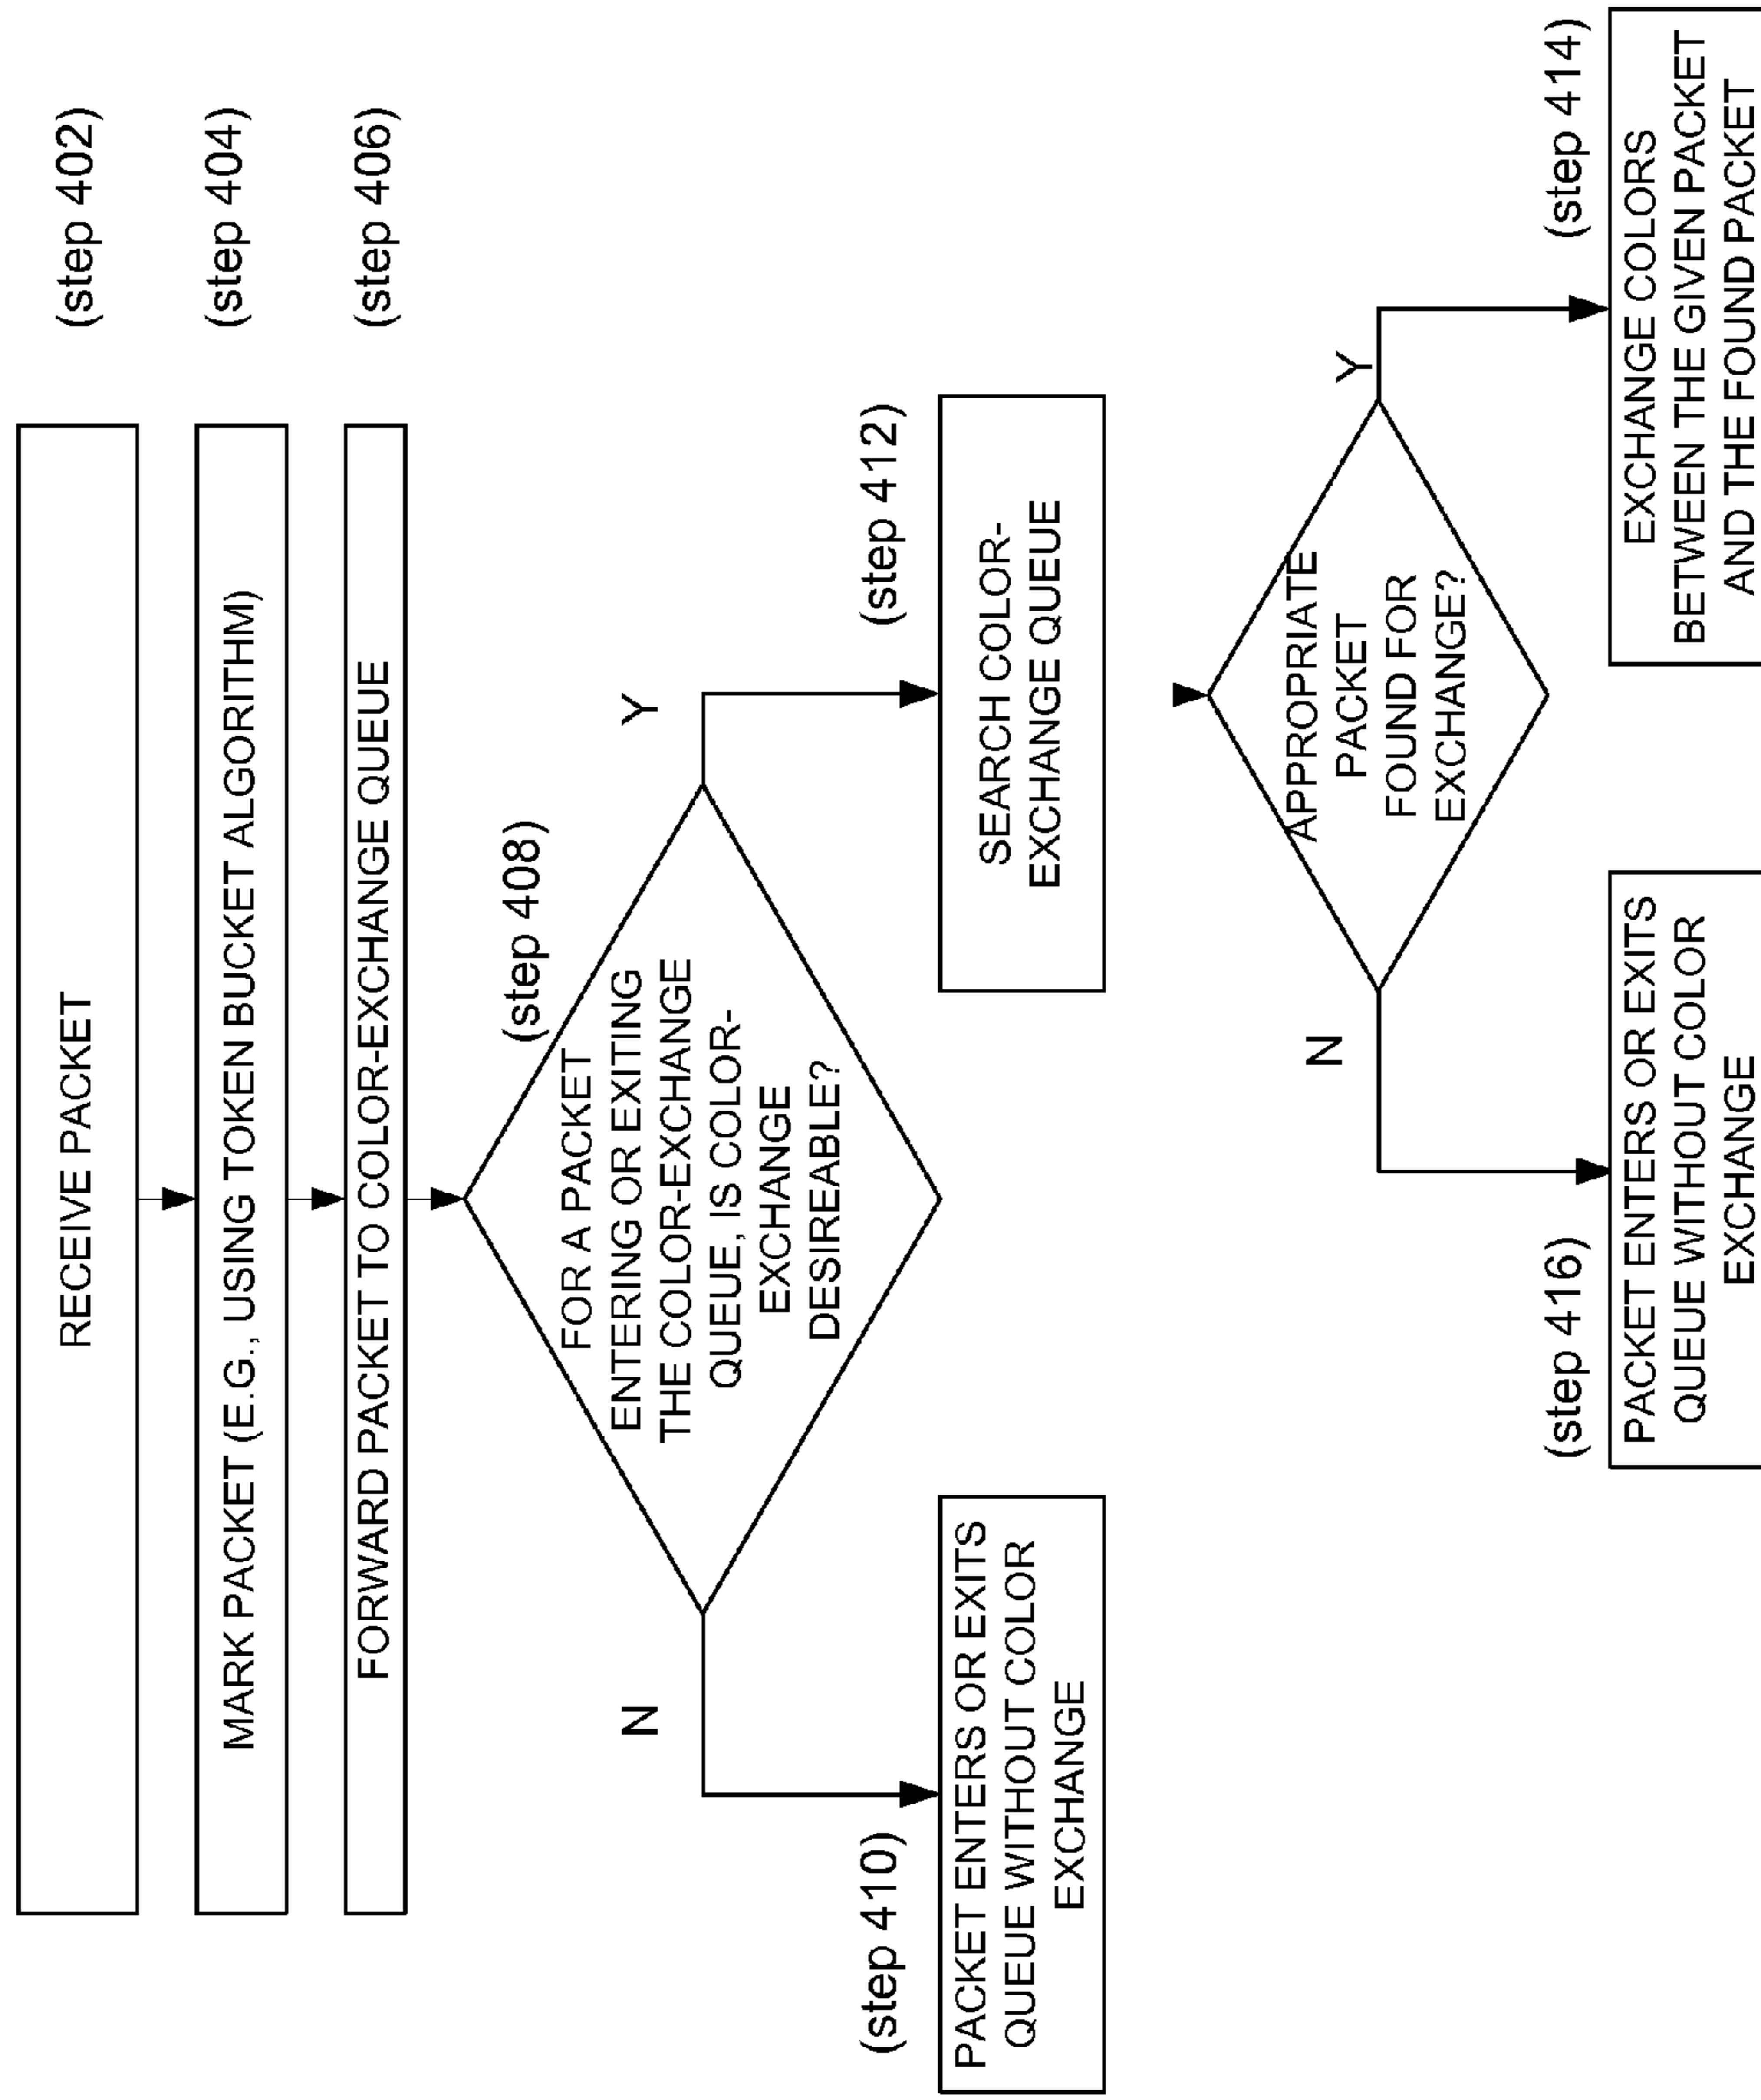 RECEIVE PACKET
(step 402)
MARK PACKET (E.G., USING TOKEN BUCKET ALGORITHM)
(step 404)
FORWARD PACKET TO COLOR-EXCHANGE QUEUE
(step 406)
(step 408)
FOR A PACKET
ENTERING OR EXITING
THE COLOR-EXCHANGE
QUEUE, IS COLOR-
EXCHANGE
DESIREABLE?
N
Y
(step 410)
PACKET ENTERS OR EXITS
QUEUE WITHOUT COLOR
EXCHANGE
(step 412)
SEARCH COLOR-
EXCHANGE QUEUE
APPROPRIATE
PACKET
FOUND FOR
EXCHANGE?
N
Y
(step 416)
PACKET ENTERS OR EXITS
QUEUE WITHOUT COLOR
EXCHANGE
(step 414)
EXCHANGE COLORS
BETWEEN THE GIVEN PACKET
AND THE FOUND PACKET